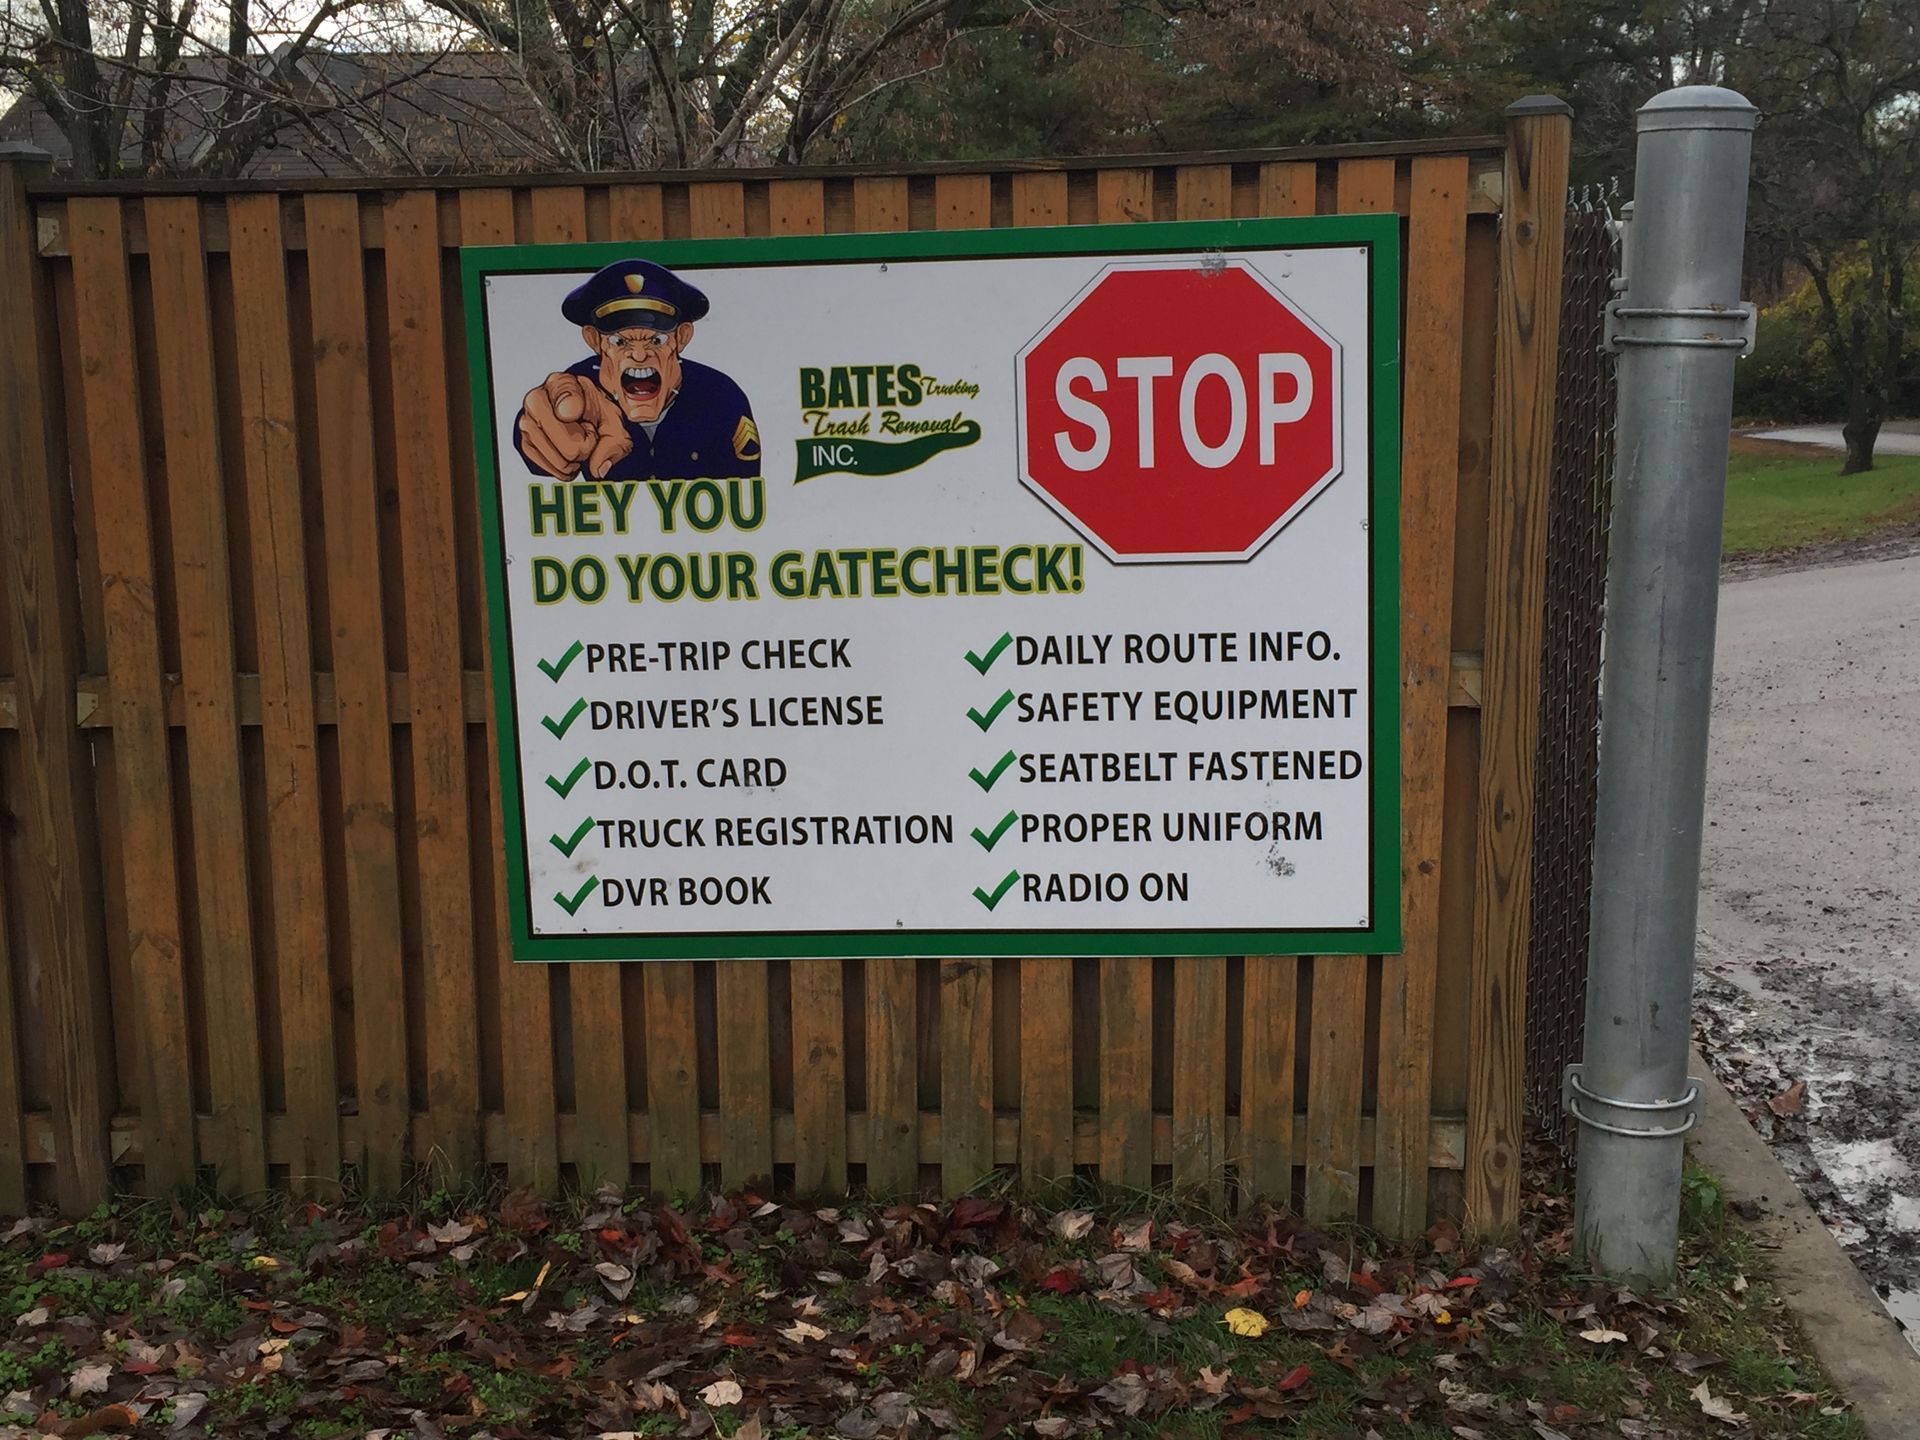 BATES Trucking
Trash Removal
INC.
STOP
HEY YOU
DO YOUR GATECHECK!
PRE-TRIP CHECK
DRIVER'S LICENSE
D.O.T. CARD
TRUCK REGISTRATION
DVR BOOK
DAILY ROUTE INFO.
SAFETY EQUIPMENT
SEATBELT FASTENED
PROPER UNIFORM
RADIO ON